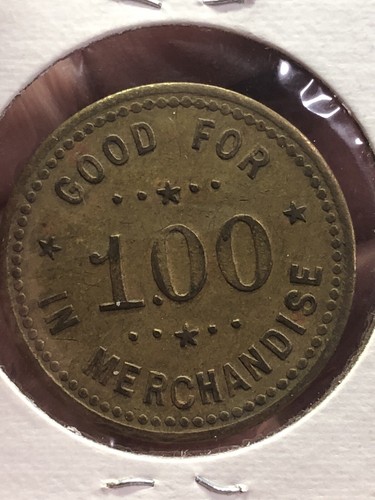 GOOD FOR
1.00
IN MERCHANDISE